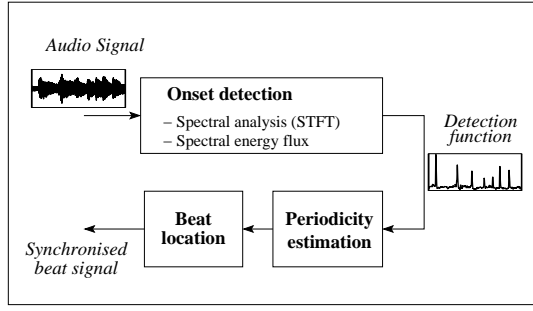 Audio Signal
Onset detection
– Spectral analysis (STFT)
– Spectral energy flux
Detection
function
Periodicity
estimation
Beat
location
Synchronised
beat signal